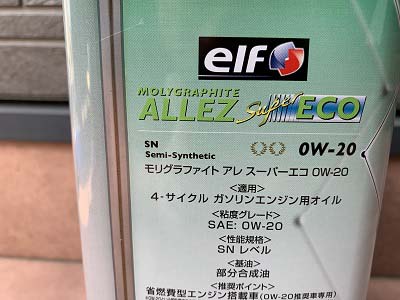 elf
MOLYGRAPHITE
ALLEZ Super ECO
SN
Semi-Synthetic
0W-20
モリグラファイト アレ スーパーエコ 0W-20
<適用>
4-サイクル ガソリンエンジン用オイル
<粘度グレード>
SAE: 0W-20
<性能規格>
SN レベル
<基油>
部分合成油
<推奨ポイント>
省燃費型エンジン搭載車(0W-20推奨車専用)